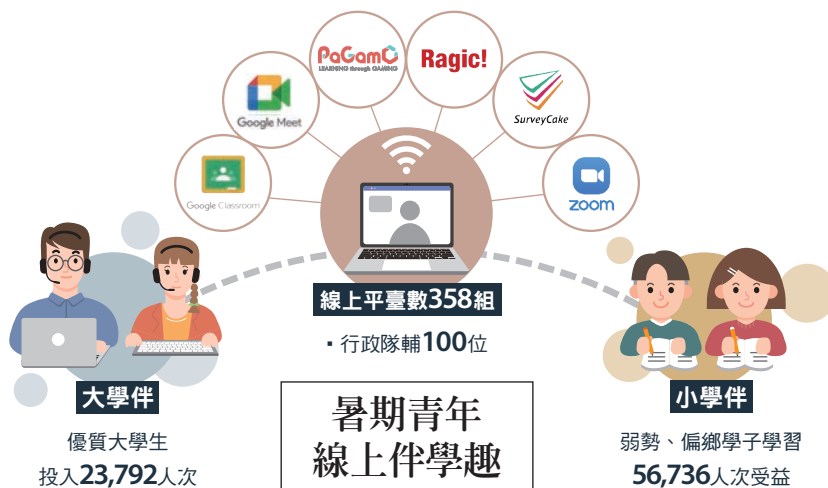 PaGamO
LEARNING through GAMING
Ragic!
Google Meet
SurveyCake
Google Classroom
zoom
線上平臺數358組
▪行政隊輔100位
大學伴
優質大學生
投入23,792人次
暑期青年
線上伴學趣
小學伴
弱勢、偏鄉學子學習
56,736人次受益